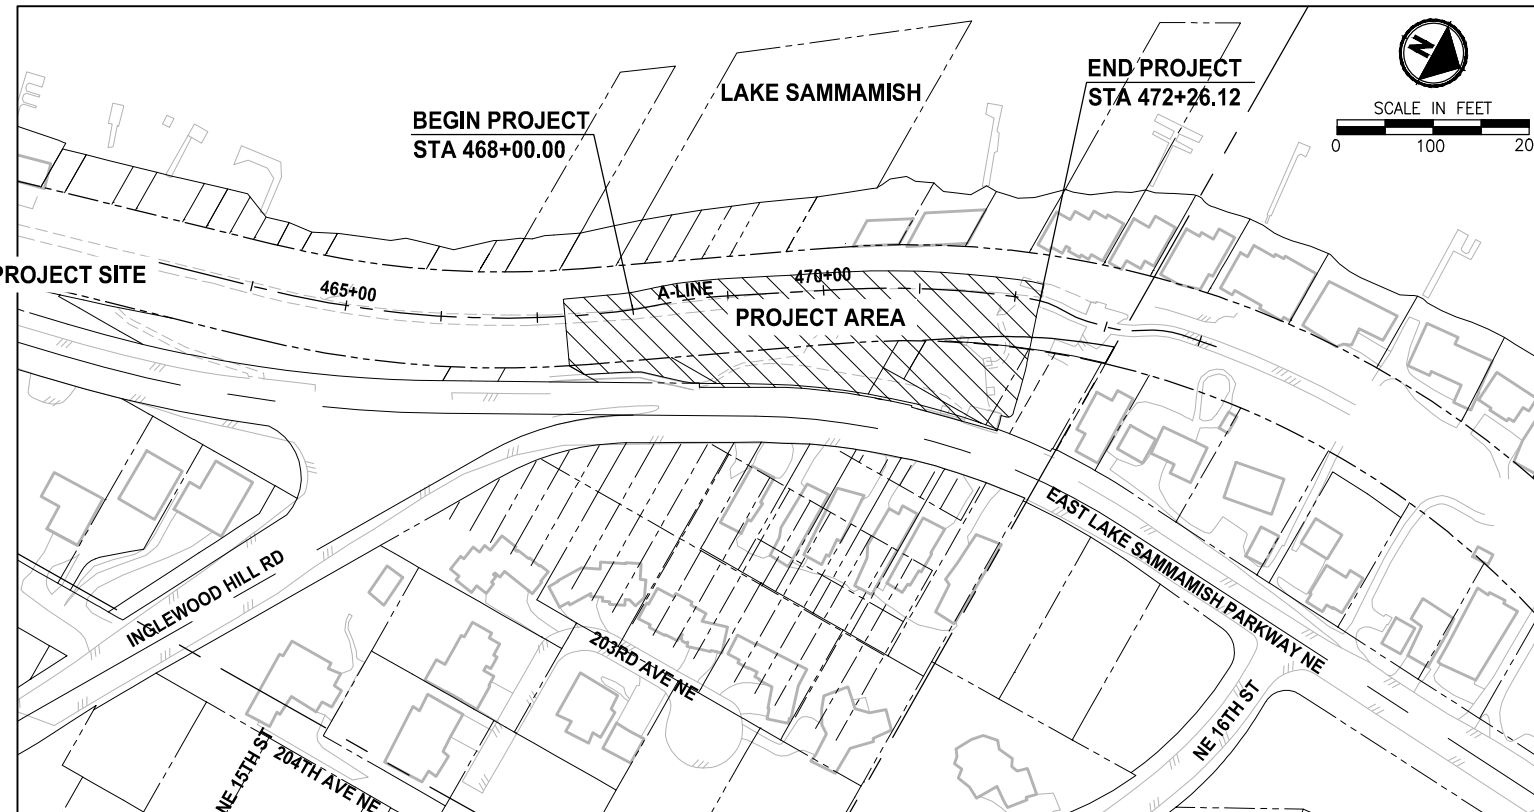 LAKE SAMMAMISH
BEGIN PROJECT
STA 468+00.00
END PROJECT
STA 472+26.12
N
SCALE IN FEET
0 100 20
PROJECT SITE
465+00
A-LINE
470+00
PROJECT AREA
INGLEWOOD HILL RD
EAST LAKE SAMMAMISH PARKWAY NE
203RD AVE NE
204TH AVE NE
NE 15TH ST
NE 16TH ST